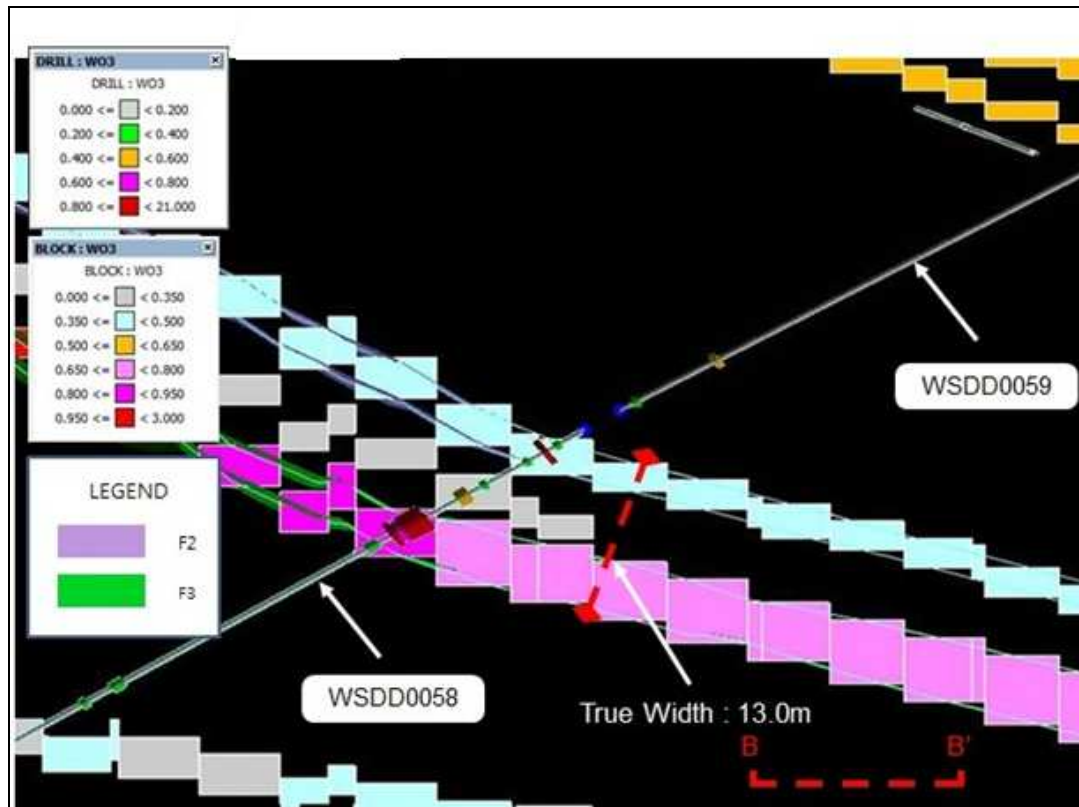 DRILL : WO3
DRILL : WO3
0.000 <= < 0.200
0.200 <= < 0.400
0.400 <= < 0.600
0.600 <= < 0.800
0.800 <= < 21.000
BLOCK : WO3
BLOCK : WO3
0.000 <= < 0.350
0.350 <= < 0.500
0.500 <= < 0.650
0.650 <= < 0.800
0.800 <= < 0.950
0.950 <= < 3.000
LEGEND
F2
F3
WSDD0059
WSDD0058
True Width : 13.0m
B B'